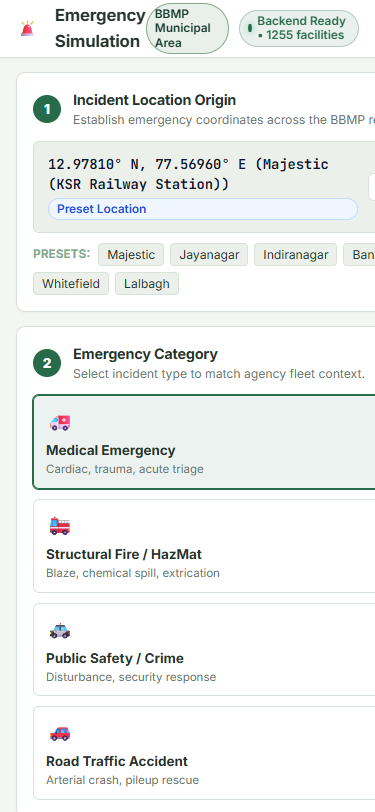 Emergency Simulation
BBMP Municipal Area
Backend Ready • 1255 facilities
1
Incident Location Origin
Establish emergency coordinates across the BBMP
12.97810° N, 77.56960° E (Majestic
(KSR Railway Station))
Preset Location
PRESETS:
Majestic
Jayanagar
Indiranagar
Ban
Whitefield
Lalbagh
2
Emergency Category
Select incident type to match agency fleet context.
Medical Emergency
Cardiac, trauma, acute triage
Structural Fire / HazMat
Blaze, chemical spill, extrication
Public Safety / Crime
Disturbance, security response
Road Traffic Accident
Arterial crash, pileup rescue